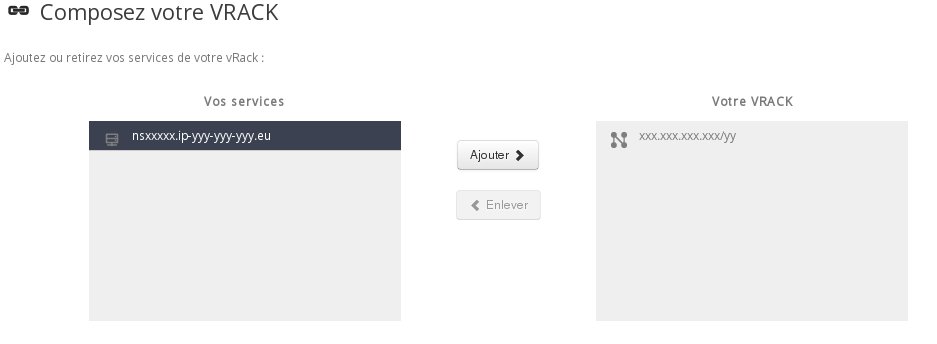 Composez votre VRACK
Ajoutez ou retirez vos services de votre vRack :
Vos services
Votre VRACK
nsxxxxx.ip-yyy-yyy-yyy.eu
xxx.xxx.xxx.xxx/yy
Ajouter
Enlever